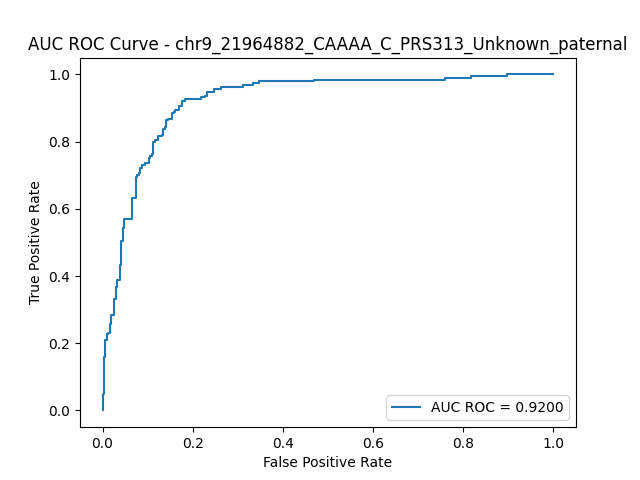 AUC ROC Curve - chr9_21964882_CAAAA_C_PRS313_Unknown_paternal
1.0
0.8
0.6
0.4
0.2
0.0
True Positive Rate
AUC ROC = 0.9200
0.0 0.2 0.4 0.6 0.8 1.0
False Positive Rate